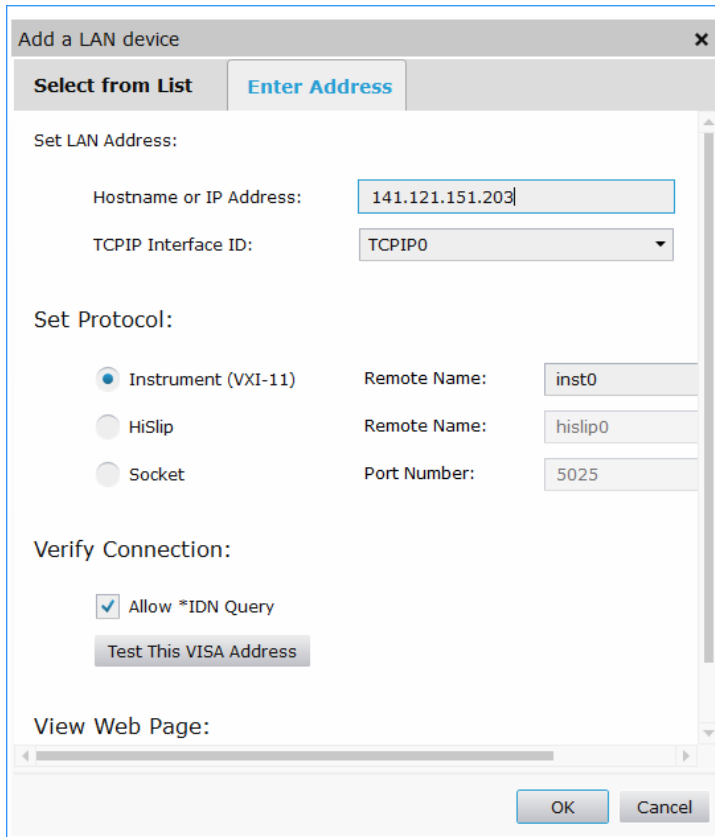 Add a LAN device
Select from List Enter Address
Set LAN Address:
Hostname or IP Address: 141.121.151.203
TCPIP Interface ID: TCPIP0
Set Protocol:
Instrument (VXI-11) Remote Name: inst0
HiSlip Remote Name: hislip0
Socket Port Number: 5025
Verify Connection:
Allow *IDN Query
Test This VISA Address
View Web Page:
OK Cancel